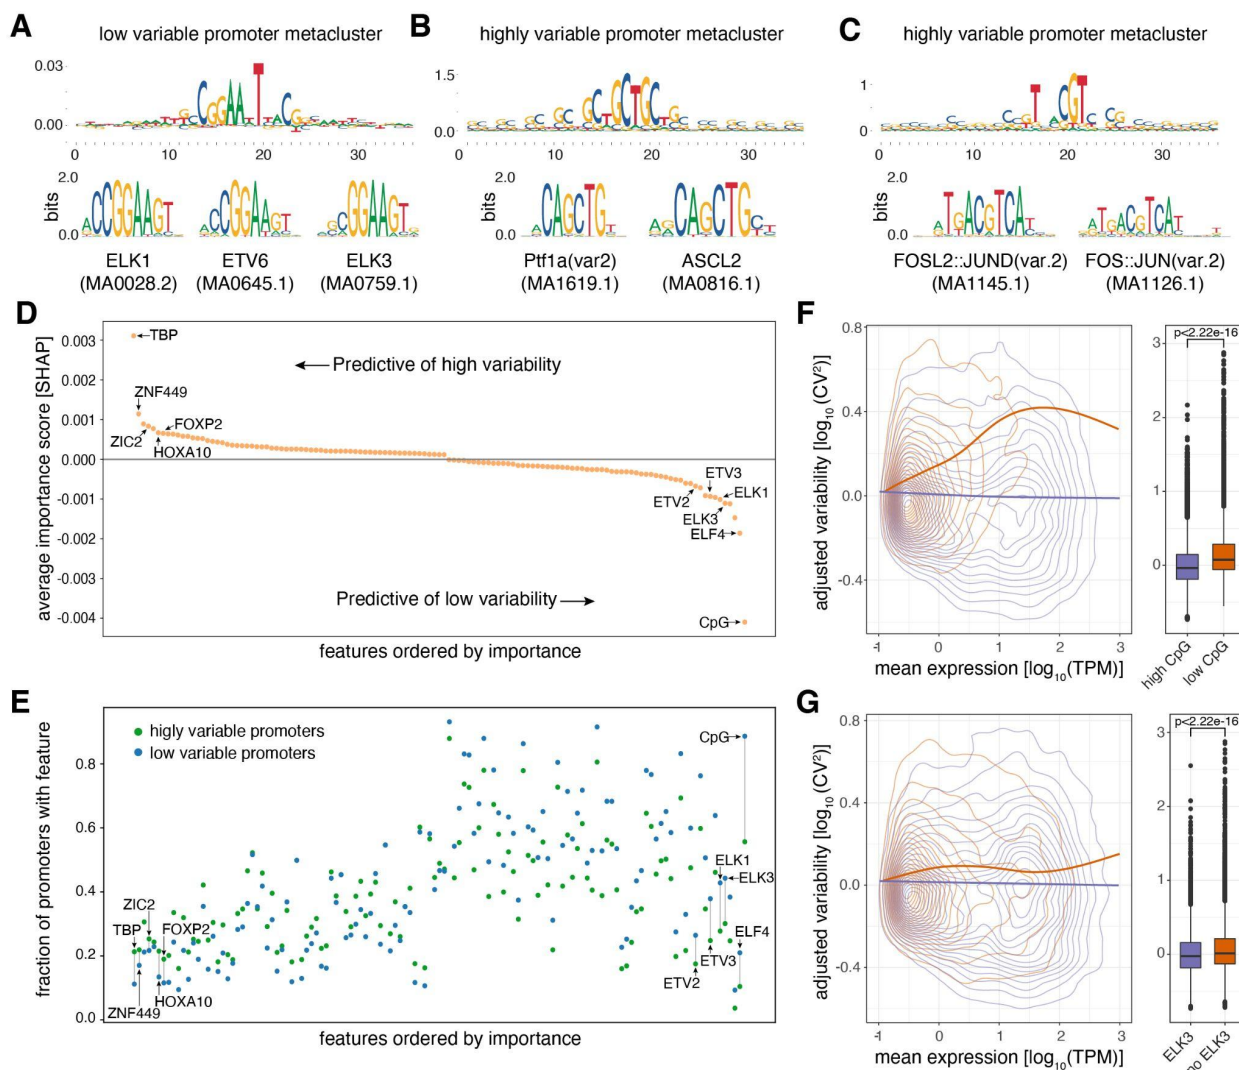 A
low variable promoter metacluster
0.03
0.00
0 10 20 30
2.0
bits
0.0
ELK1
(MA0028.2)
ETV6
(MA0645.1)
ELK3
(MA0759.1)
B
highly variable promoter metacluster
1.5
0.0
0 10 20 30
2.0
bits
0.0
Ptf1a(var2)
(MA1619.1)
ASCL2
(MA0816.1)
C
highly variable promoter metacluster
1
0
0 10 20 30
2.0
bits
0.0
FOSL2::JUND(var.2)
(MA1145.1)
FOS::JUN(var.2)
(MA1126.1)
D
average importance score [SHAP]
0.003
0.002
0.001
0.000
-0.001
-0.002
-0.003
-0.004
TBP
Predictive of high variability
ZNF449
FOXP2
ZIC2
HOXA10
ETV3
ETV2
ELK1
ELK3
ELF4
Predictive of low variability
CpG
features ordered by importance
E
fraction of promoters with feature
0.8
0.6
0.4
0.2
0.0
higly variable promoters
low variable promoters
CpG
ELK1
ELK3
ZIC2
TBP
FOXP2
ELF4
ETV3
ETV2
HOXA10
ZNF449
features ordered by importance
F
adjusted variability [log10(CV²)]
0.8
0.4
0.0
-0.4
-1 0 1 2 3
mean expression [log10(TPM)]
p<2.22e-16
3
2
1
0
high CpG
low CpG
G
adjusted variability [log10(CV²)]
0.8
0.4
0.0
-0.4
-1 0 1 2 3
mean expression [log10(TPM)]
p<2.22e-16
3
2
1
0
ELK3
no ELK3